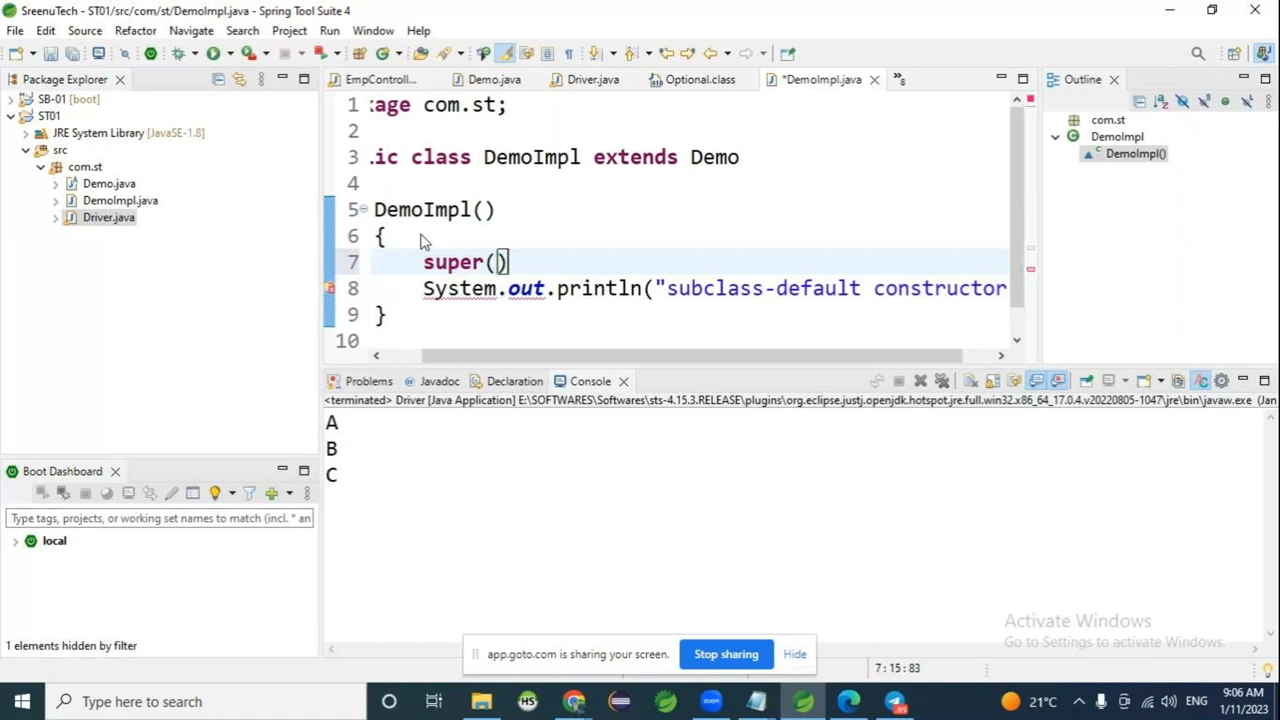 SreenuTech - ST01/src/com/st/DemoImpl.java - Spring Tool Suite 4
File Edit Source Refactor Navigate Search Project Run Window Help
Package Explorer
EmpControll...
Demo.java
Driver.java
Optional.class
*DemoImpl.java
Outline
SB-01 [boot]
ST01
JRE System Library [JavaSE-1.8]
src
com.st
Demo.java
DemoImpl.java
Driver.java
1 :age com.st;
2
3 .ic class DemoImpl extends Demo
4
5 DemoImpl()
6 {
7 super()
8 System.out.println("subclass-default constructor
9 }
10
com.st
DemoImpl
DemoImpl()
Problems
Javadoc
Declaration
Console
<terminated> Driver [Java Application] E:\SOFTWARES\Softwares\sts-4.15.3.RELEASE\plugins\org.eclipse.justj.openjdk.hotspot.jre.full.win32.x86_64_17.0.4.v20220805-1047\jre\bin\javaw.exe (Jan
A
B
C
Boot Dashboard
Type tags, projects, or working set names to match (incl. * an
local
1 elements hidden by filter
Activate Windows
Go to Settings to activate Windows.
app.goto.com is sharing your screen.
Stop sharing
Hide
7 : 15 : 83
Type here to search
HS
21°C
ENG
9:06 AM
1/11/2023